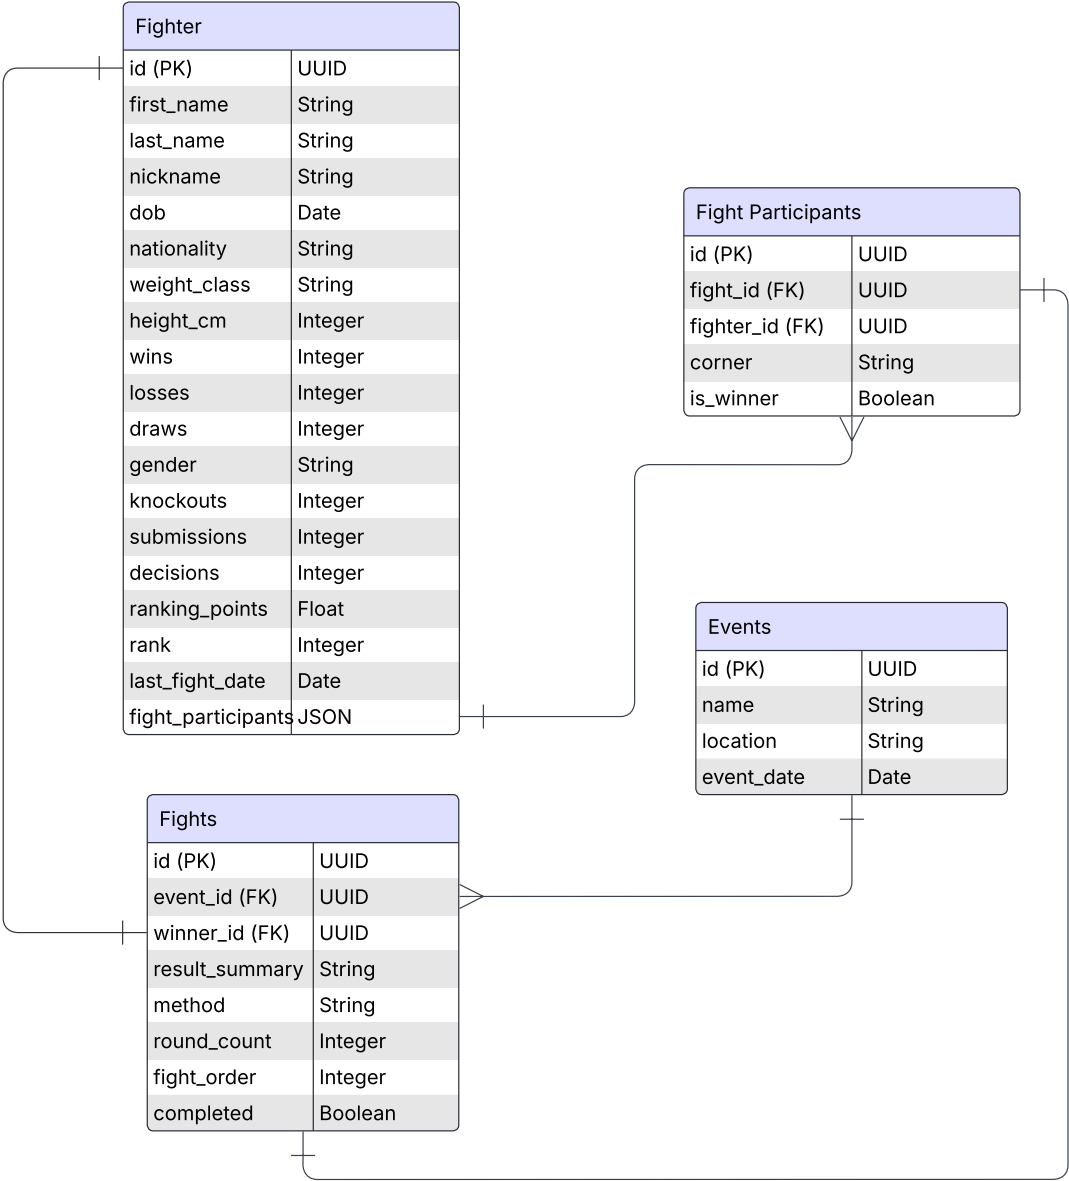 Fighter
id (PK) UUID
first_name String
last_name String
nickname String
dob Date
nationality String
weight_class String
height_cm Integer
wins Integer
losses Integer
draws Integer
gender String
knockouts Integer
submissions Integer
decisions Integer
ranking_points Float
rank Integer
last_fight_date Date
fight_participants JSON
Fight Participants
id (PK) UUID
fight_id (FK) UUID
fighter_id (FK) UUID
corner String
is_winner Boolean
Events
id (PK) UUID
name String
location String
event_date Date
Fights
id (PK) UUID
event_id (FK) UUID
winner_id (FK) UUID
result_summary String
method String
round_count Integer
fight_order Integer
completed Boolean